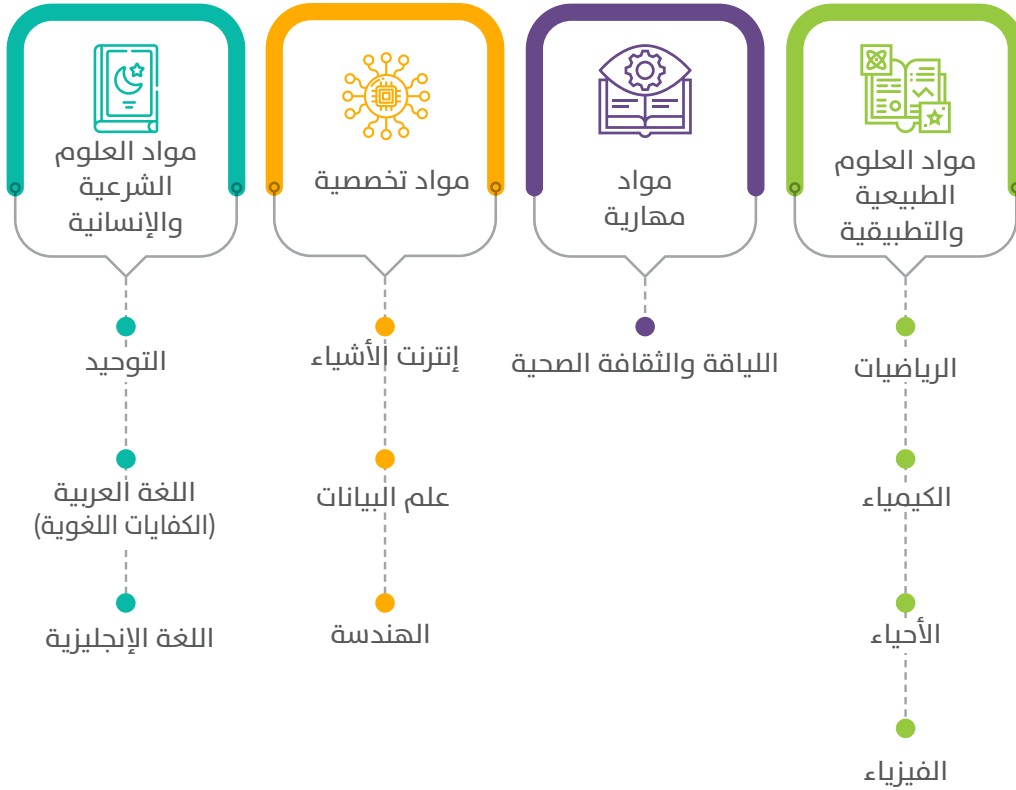 مواد العلوم
الطبيعية
والتطبيقية
الرياضيات
الكيمياء
الأحياء
الفيزياء
مواد
مهارية
اللياقة والثقافة الصحية
مواد تخصصية
إنترنت الأشياء
علم البيانات
الهندسة
مواد العلوم
الشرعية
والإنسانية
التوحيد
اللغة العربية
(الكفايات اللغوية)
اللغة الإنجليزية